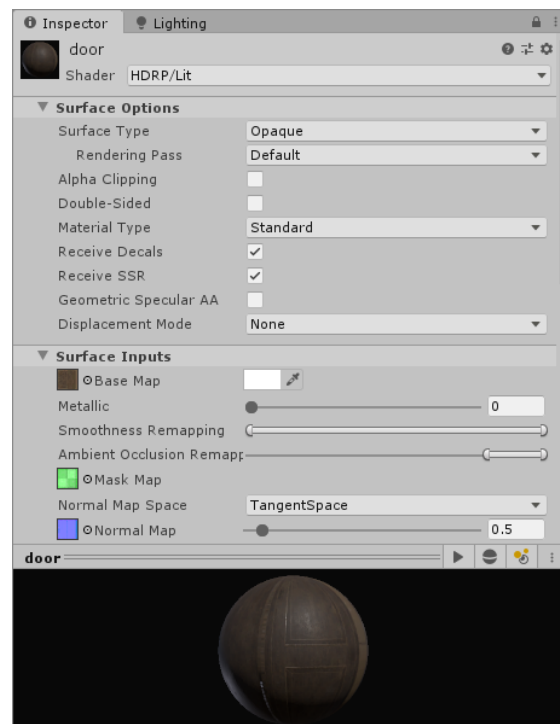 Inspector Lighting
door
Shader HDRP/Lit
Surface Options
Surface Type Opaque
Rendering Pass Default
Alpha Clipping
Double-Sided
Material Type Standard
Receive Decals
Receive SSR
Geometric Specular AA
Displacement Mode None
Surface Inputs
Base Map
Metallic 0
Smoothness Remapping
Ambient Occlusion Remapp
Mask Map
Normal Map Space TangentSpace
Normal Map 0.5
door